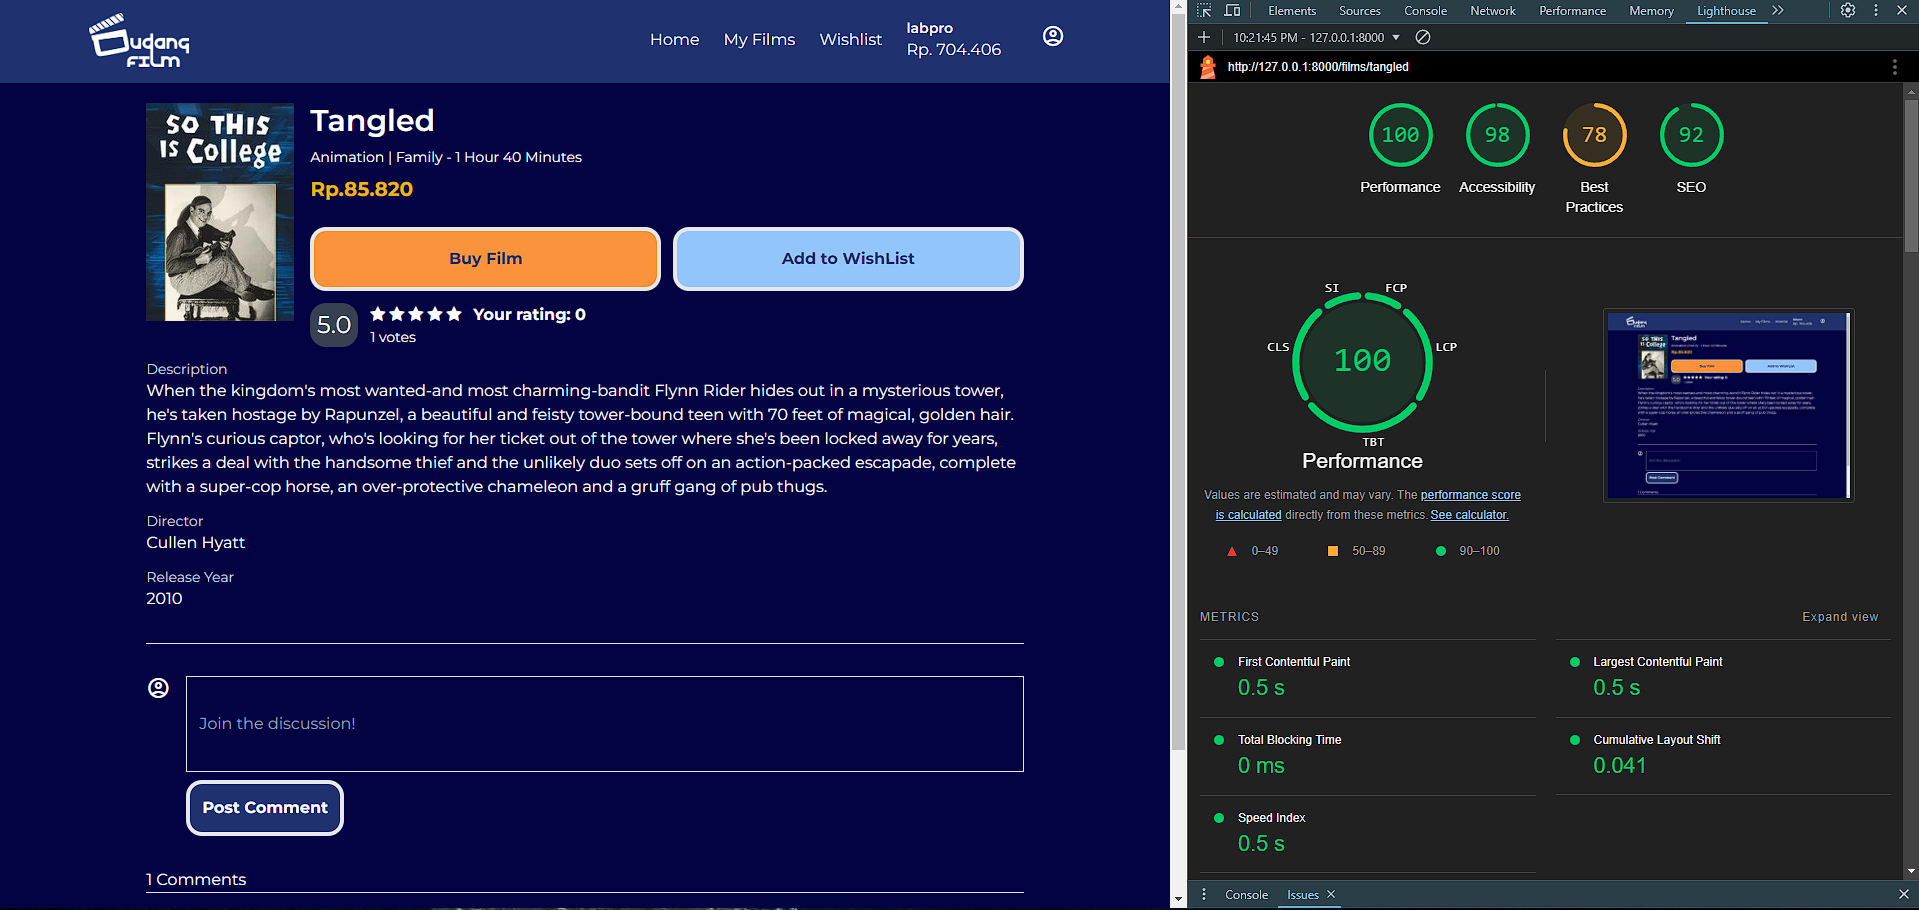 udang
FILM
Home
My Films
Wishlist
labpro
Rp. 704.406
SO THIS
IS COLLEGE
Tangled
Animation | Family - 1 Hour 40 Minutes
Rp.85.820
Buy Film
Add to WishList
5.0
Your rating: 0
1 votes
Description
When the kingdom's most wanted-and most charming-bandit Flynn Rider hides out in a mysterious tower,
he's taken hostage by Rapunzel, a beautiful and feisty tower-bound teen with 70 feet of magical, golden hair.
Flynn's curious captor, who's looking for her ticket out of the tower where she's been locked away for years,
strikes a deal with the handsome thief and the unlikely duo sets off on an action-packed escapade, complete
with a super-cop horse, an over-protective chameleon and a gruff gang of pub thugs.
Director
Cullen Hyatt
Release Year
2010
Join the discussion!
Post Comment
1 Comments
Elements
Sources
Console
Network
Performance
Memory
Lighthouse
10:21:45 PM - 127.0.0.1:8000
http://127.0.0.1:8000/films/tangled
100
98
78
92
Performance
Accessibility
Best
Practices
SEO
SI
FCP
CLS
LCP
100
TBT
Performance
Values are estimated and may vary. The performance score
is calculated directly from these metrics. See calculator.
0–49
50–89
90–100
METRICS
Expand view
First Contentful Paint
0.5 s
Largest Contentful Paint
0.5 s
Total Blocking Time
0 ms
Cumulative Layout Shift
0.041
Speed Index
0.5 s
Console
Issues